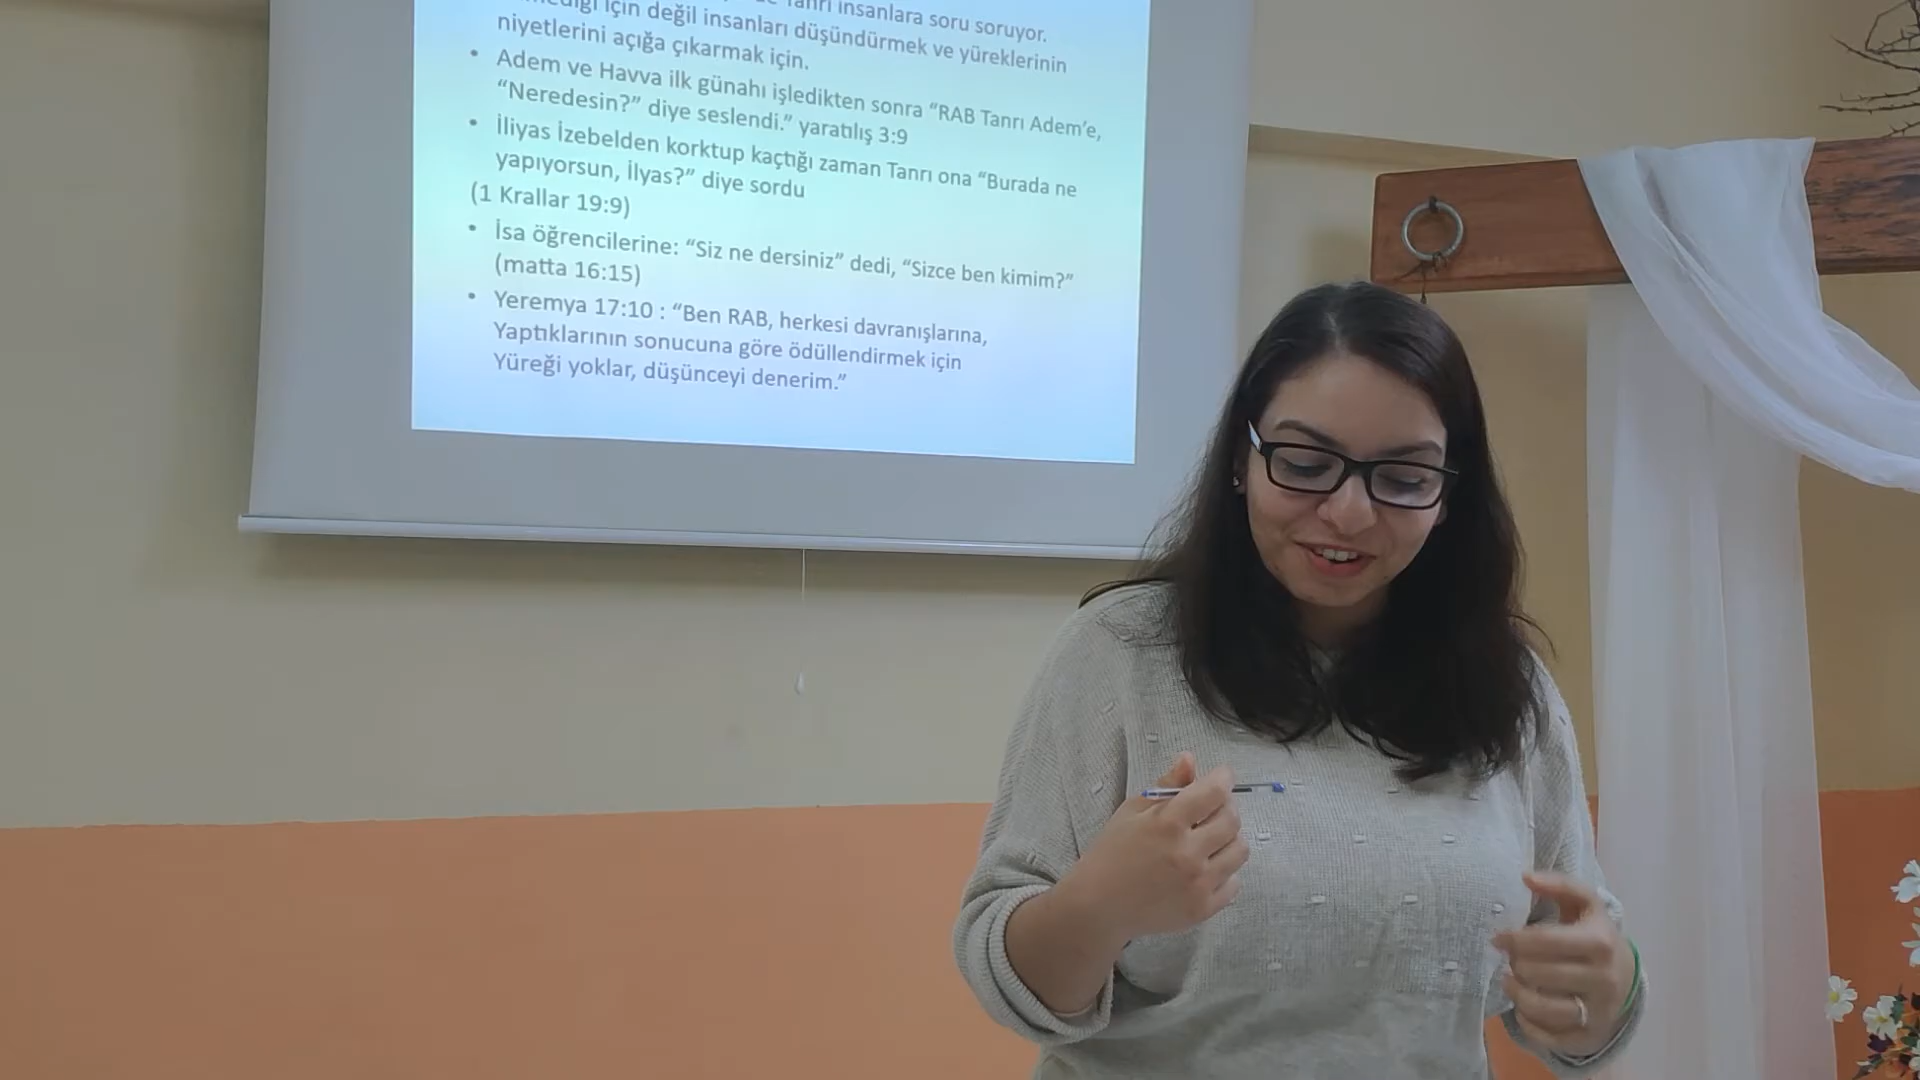 Tanrı insanlara soru soruyor.
için değil insanları düşündürmek ve yüreklerinin
niyetlerini açığa çıkarmak için.
• Adem ve Havva ilk günahı işledikten sonra “RAB Tanrı Adem’e,
“Neredesin?” diye seslendi.” yaratılış 3:9
• İliyas İzebelden korktup kaçtığı zaman Tanrı ona “Burada ne
yapıyorsun, İlyas?” diye sordu
(1 Krallar 19:9)
• İsa öğrencilerine: “Siz ne dersiniz” dedi, “Sizce ben kimim?”
(matta 16:15)
• Yeremya 17:10 : “Ben RAB, herkesi davranışlarına,
Yaptıklarının sonucuna göre ödüllendirmek için
Yüreği yoklar, düşünceyi denerim.”